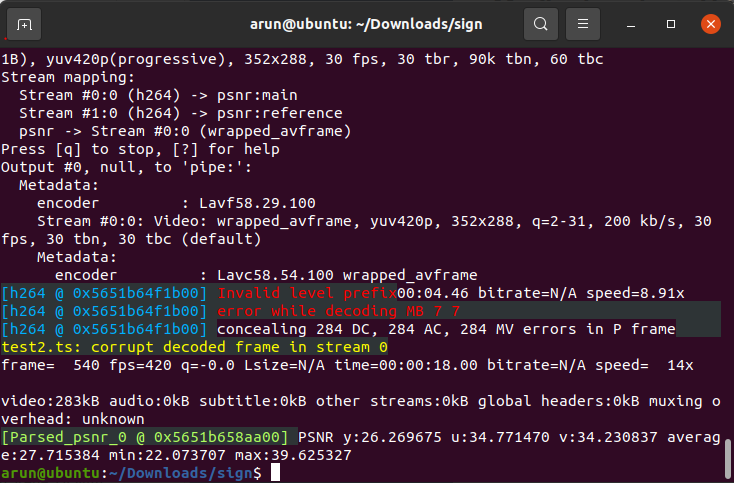 arun@ubuntu: ~/Downloads/sign
1B), yuv420p(progressive), 352x288, 30 fps, 30 tbr, 90k tbn, 60 tbc
Stream mapping:
  Stream #0:0 (h264) -> psnr:main
  Stream #1:0 (h264) -> psnr:reference
  psnr -> Stream #0:0 (wrapped_avframe)
Press [q] to stop, [?] for help
Output #0, null, to 'pipe:':
  Metadata:
    encoder         : Lavf58.29.100
    Stream #0:0: Video: wrapped_avframe, yuv420p, 352x288, q=2-31, 200 kb/s, 30
fps, 30 tbn, 30 tbc (default)
    Metadata:
      encoder         : Lavc58.54.100 wrapped_avframe
[h264 @ 0x5651b64f1b00] Invalid level prefix00:04.46 bitrate=N/A speed=8.91x
[h264 @ 0x5651b64f1b00] error while decoding MB 7 7
[h264 @ 0x5651b64f1b00] concealing 284 DC, 284 AC, 284 MV errors in P frame
test2.ts: corrupt decoded frame in stream 0
frame=  540 fps=420 q=-0.0 Lsize=N/A time=00:00:18.00 bitrate=N/A speed=  14x
video:283kB audio:0kB subtitle:0kB other streams:0kB global headers:0kB muxing o
verhead: unknown
[Parsed_psnr_0 @ 0x5651b658aa00] PSNR y:26.269675 u:34.771470 v:34.230837 averag
e:27.715384 min:22.073707 max:39.625327
arun@ubuntu:~/Downloads/sign$